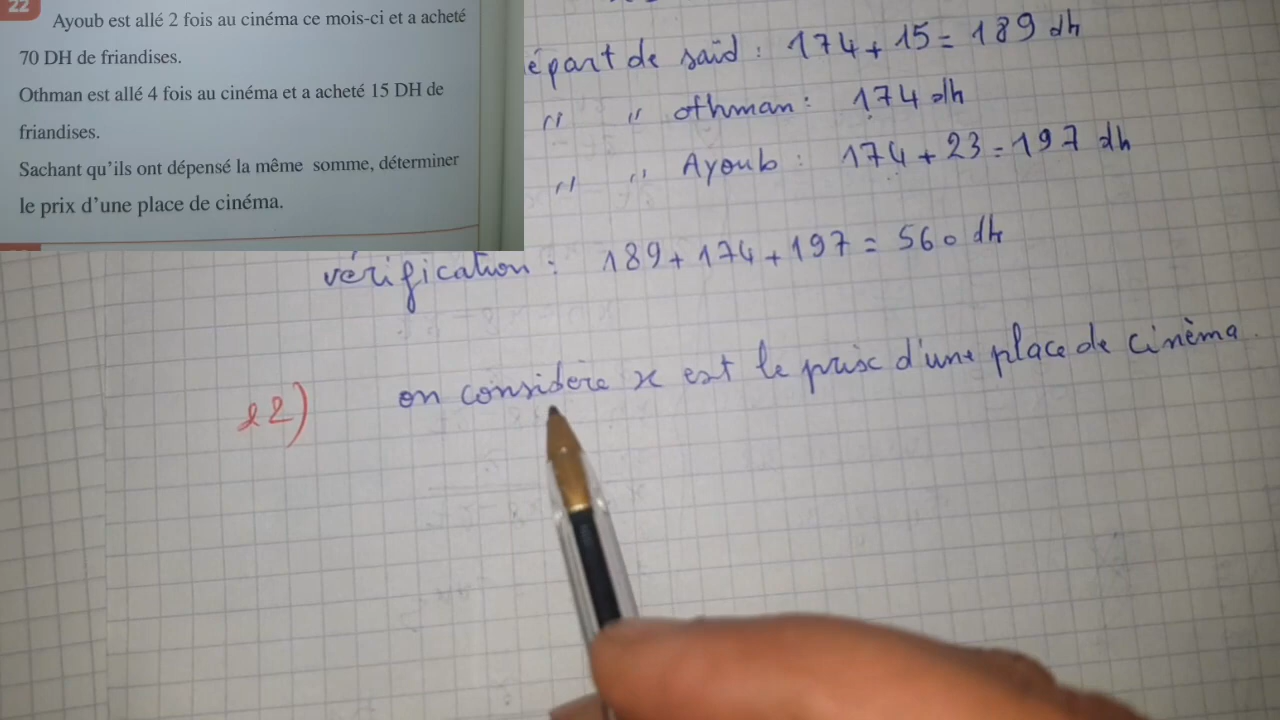 22
Ayoub est allé 2 fois au cinéma ce mois-ci et a acheté
70 DH de friandises.
Othman est allé 4 fois au cinéma et a acheté 15 DH de
friandises.
Sachant qu'ils ont dépensé la même somme, déterminer
le prix d'une place de cinéma.
épart de saïd : 174 + 15 = 189 dh
" " othman : 174 dh
" " Ayoub : 174 + 23 = 197 dh
vérification : 189 + 174 + 197 = 560 dh
22) on considère x est le prix d'une place de cinèma.